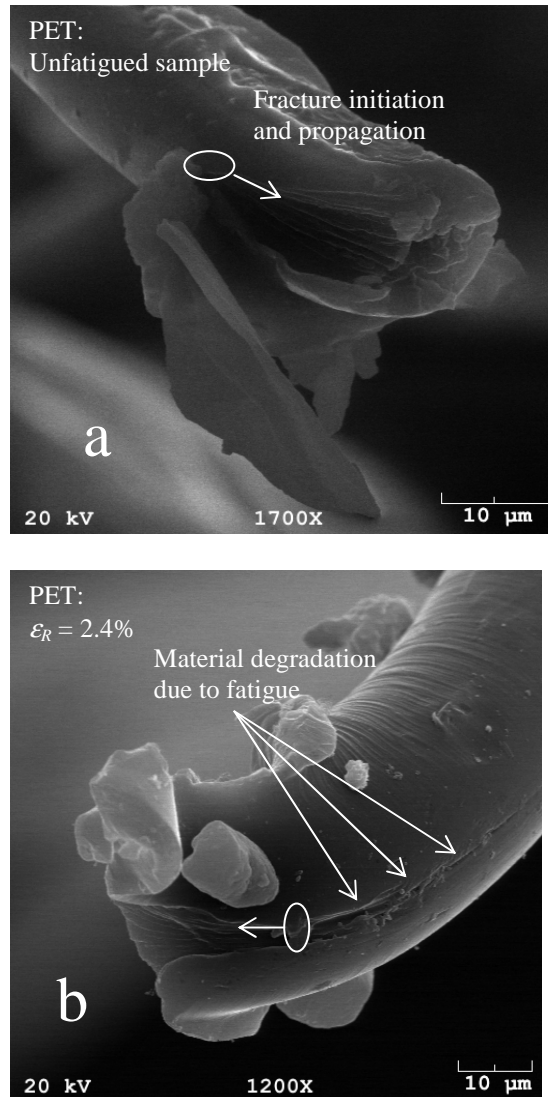 PET:
Unfatigued sample
Fracture initiation
and propagation
a
20 kV 1700X 10 µm
PET:
εR = 2.4%
Material degradation
due to fatigue
b
20 kV 1200X 10 µm